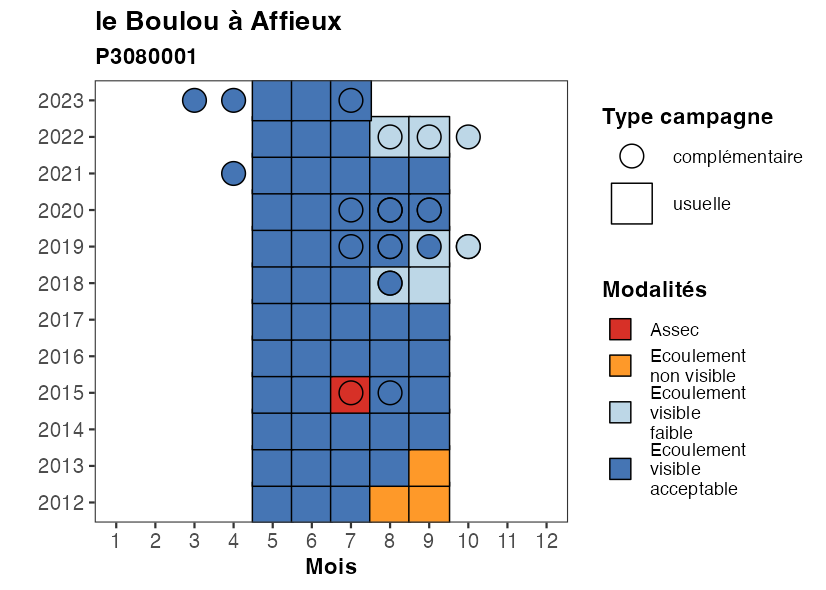 le Boulou à Affieux
P3080001
2023
2022
2021
2020
2019
2018
2017
2016
2015
2014
2013
2012
1 2 3 4 5 6 7 8 9 10 11 12
Mois
Type campagne
complémentaire
usuelle
Modalités
Assec
Ecoulement
non visible
Ecoulement
visible
faible
Ecoulement
visible
acceptable